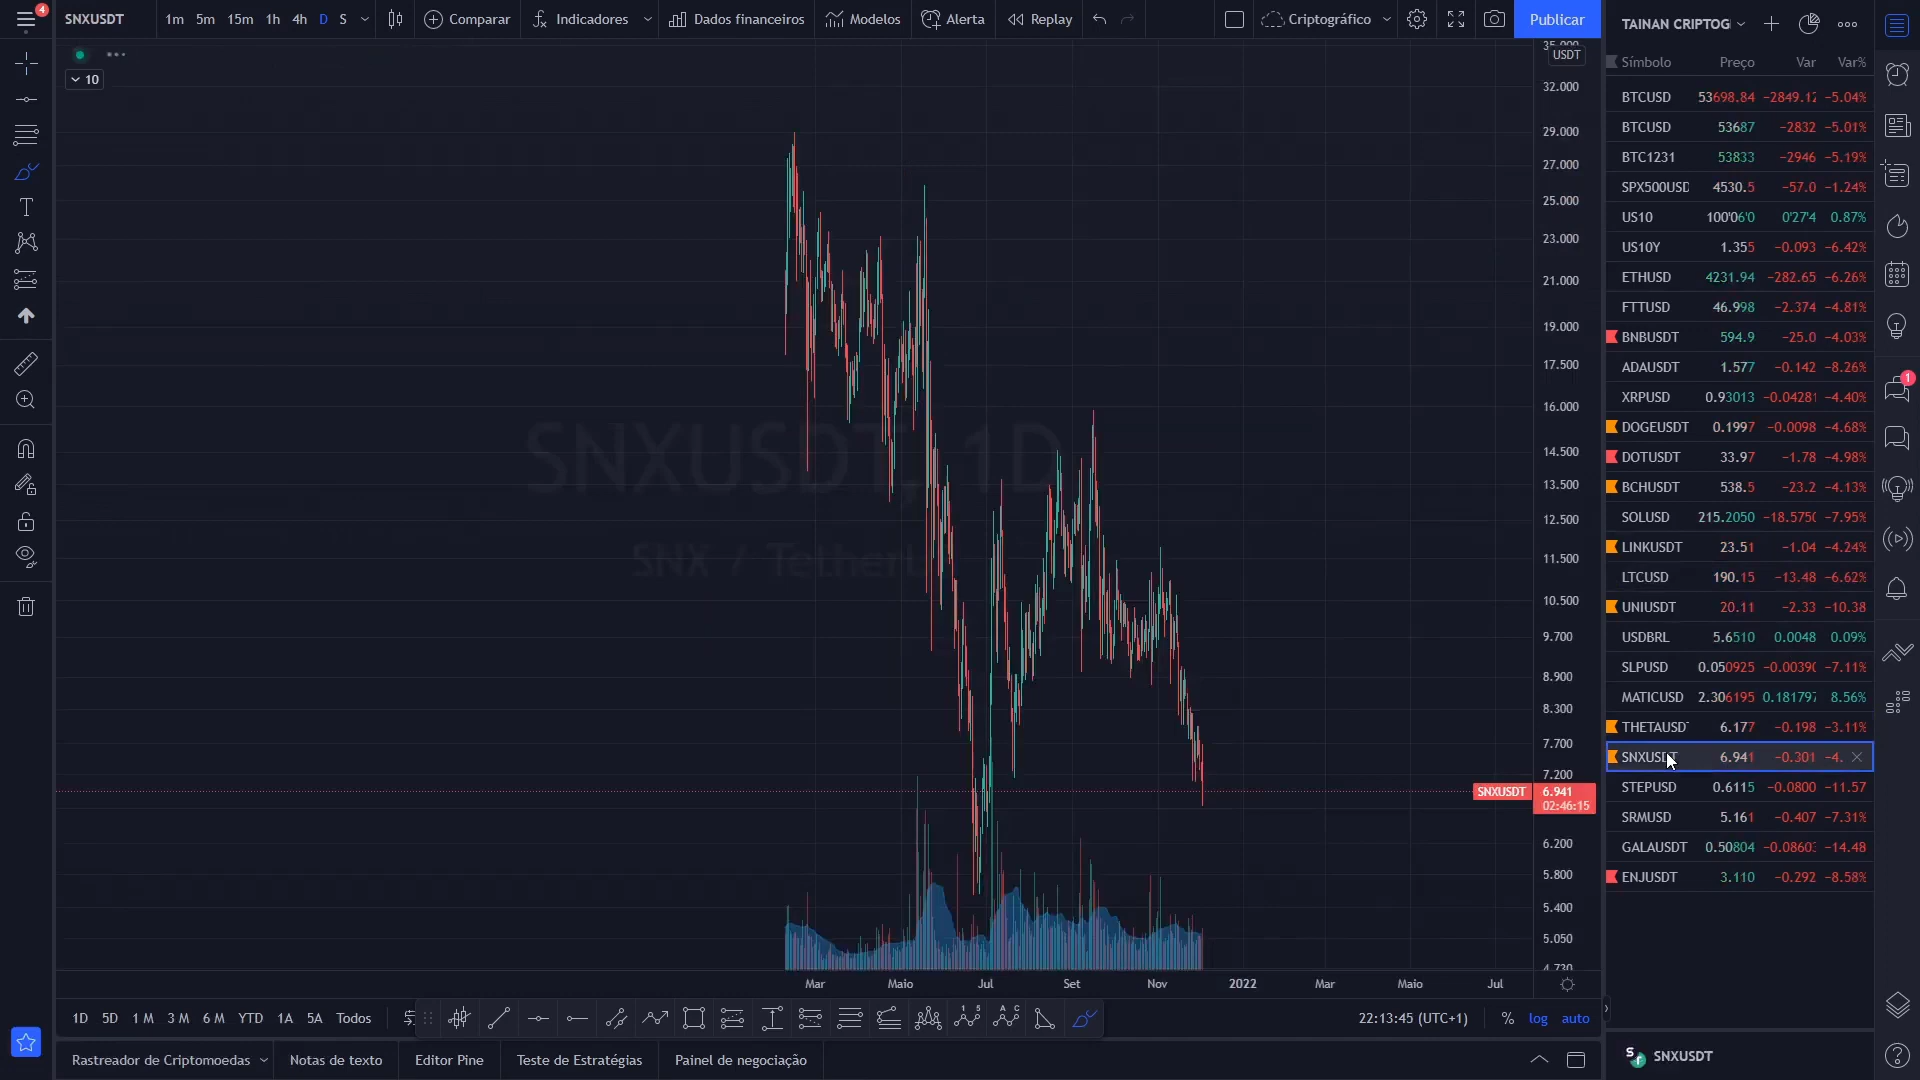 4
SNXUSDT
1m 5m 15m 1h 4h D S
Comparar
Indicadores
Dados financeiros
Modelos
Alerta
Replay
Criptográfico
Publicar
10
SNXUSDT, 1D
SNX / TetherU
USDT
32.000
29.000
27.000
25.000
23.000
21.000
19.000
17.500
16.000
14.500
13.500
12.500
11.500
10.500
9.700
8.900
8.300
7.700
7.200
SNXUSDT 6.941
02:46:15
6.200
5.800
5.400
5.050
4.730
Mar Maio Jul Set Nov 2022 Mar Maio Jul
1D 5D 1 M 3 M 6 M YTD 1A 5A Todos
22:13:45 (UTC+1) % log auto
Rastreador de Criptomoedas
Notas de texto
Editor Pine
Teste de Estratégias
Painel de negociação
TAINAN CRIPTOG
Símbolo Preço Var Var%
BTCUSD 53698.84 −2849.12 −5.04%
BTCUSD 53687 −2832 −5.01%
BTC1231 53833 −2946 −5.19%
SPX500USD 4530.5 −57.0 −1.24%
US10 100'06'0 0'27'4 0.87%
US10Y 1.355 −0.093 −6.42%
ETHUSD 4231.94 −282.65 −6.26%
FTTUSD 46.998 −2.374 −4.81%
BNBUSDT 594.9 −25.0 −4.03%
ADAUSDT 1.577 −0.142 −8.26%
XRPUSD 0.93013 −0.04281 −4.40%
DOGEUSDT 0.1997 −0.0098 −4.68%
DOTUSDT 33.97 −1.78 −4.98%
BCHUSDT 538.5 −23.2 −4.13%
SOLUSD 215.2050 −18.575 −7.95%
LINKUSDT 23.51 −1.04 −4.24%
LTCUSD 190.15 −13.48 −6.62%
UNIUSDT 20.11 −2.33 −10.38
USDBRL 5.6510 0.0048 0.09%
SLPUSD 0.050925 −0.0039 −7.11%
MATICUSD 2.306195 0.181797 8.56%
THETAUSDT 6.177 −0.198 −3.11%
SNXUSDT 6.941 −0.301 −4.
STEPUSD 0.6115 −0.0800 −11.57
SRMUSD 5.161 −0.407 −7.31%
GALAUSDT 0.50804 −0.0860 −14.48
ENJUSDT 3.110 −0.292 −8.58%
1
SNXUSDT